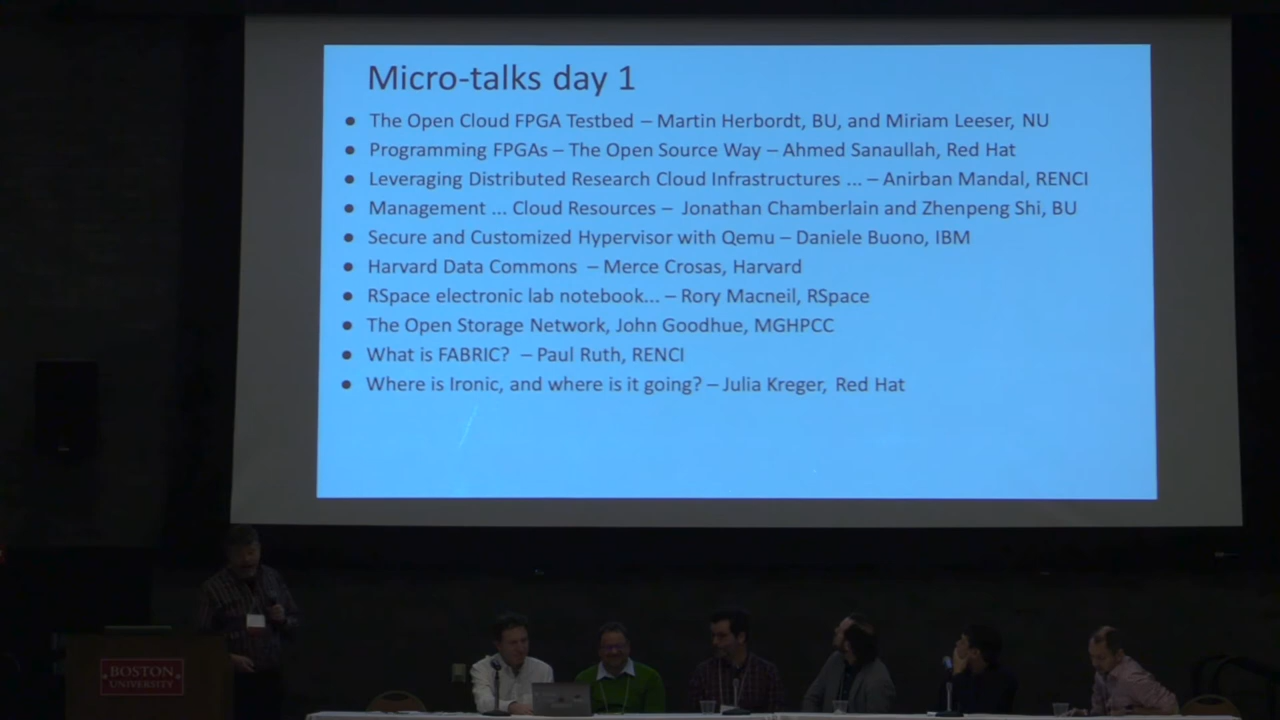 Micro-talks day 1
● The Open Cloud FPGA Testbed – Martin Herbordt, BU, and Miriam Leeser, NU
● Programming FPGAs – The Open Source Way – Ahmed Sanaullah, Red Hat
● Leveraging Distributed Research Cloud Infrastructures ... – Anirban Mandal, RENCI
● Management ... Cloud Resources – Jonathan Chamberlain and Zhenpeng Shi, BU
● Secure and Customized Hypervisor with Qemu – Daniele Buono, IBM
● Harvard Data Commons – Merce Crosas, Harvard
● RSpace electronic lab notebook... – Rory Macneil, RSpace
● The Open Storage Network, John Goodhue, MGHPCC
● What is FABRIC? – Paul Ruth, RENCI
● Where is Ironic, and where is it going? – Julia Kreger, Red Hat
BOSTON
UNIVERSITY